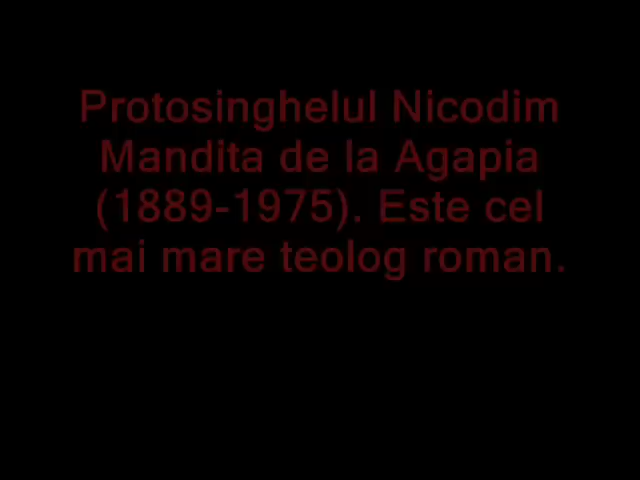 Protosinghelul Nicodim
Mandita de la Agapia
(1889-1975). Este cel
mai mare teolog roman.